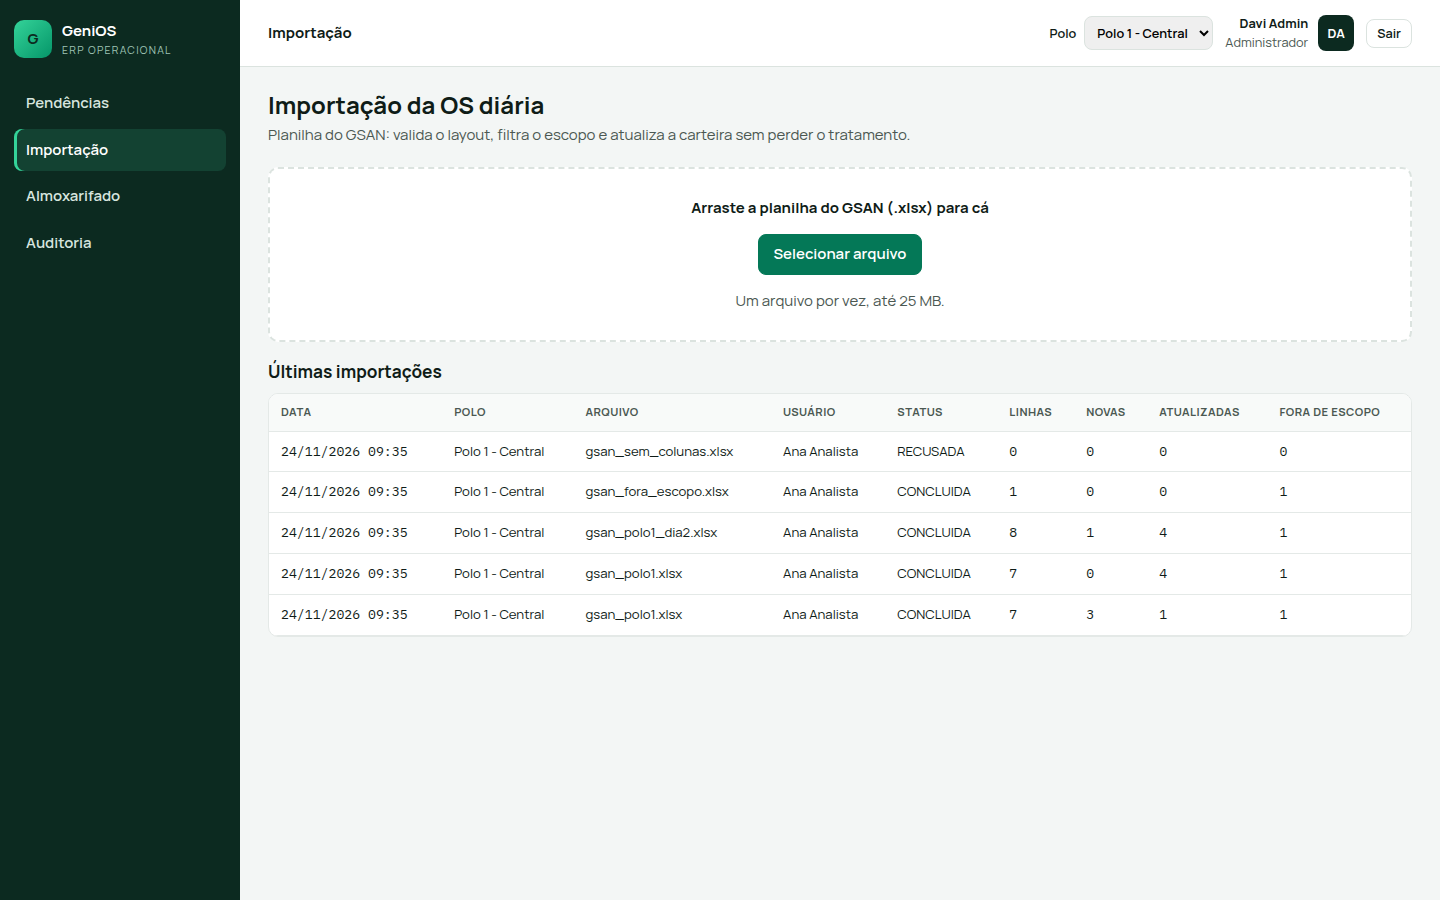 G
GeniOS
ERP OPERACIONAL
Pendências
Importação
Almoxarifado
Auditoria
Importação
Polo
Polo 1 - Central
Davi Admin
Administrador
DA
Sair
Importação da OS diária
Planilha do GSAN: valida o layout, filtra o escopo e atualiza a carteira sem perder o tratamento.
Arraste a planilha do GSAN (.xlsx) para cá
Selecionar arquivo
Um arquivo por vez, até 25 MB.
Últimas importações
DATA POLO ARQUIVO USUÁRIO STATUS LINHAS NOVAS ATUALIZADAS FORA DE ESCOPO
24/11/2026 09:35 Polo 1 - Central gsan_sem_colunas.xlsx Ana Analista RECUSADA 0 0 0 0
24/11/2026 09:35 Polo 1 - Central gsan_fora_escopo.xlsx Ana Analista CONCLUIDA 1 0 0 1
24/11/2026 09:35 Polo 1 - Central gsan_polo1_dia2.xlsx Ana Analista CONCLUIDA 8 1 4 1
24/11/2026 09:35 Polo 1 - Central gsan_polo1.xlsx Ana Analista CONCLUIDA 7 0 4 1
24/11/2026 09:35 Polo 1 - Central gsan_polo1.xlsx Ana Analista CONCLUIDA 7 3 1 1